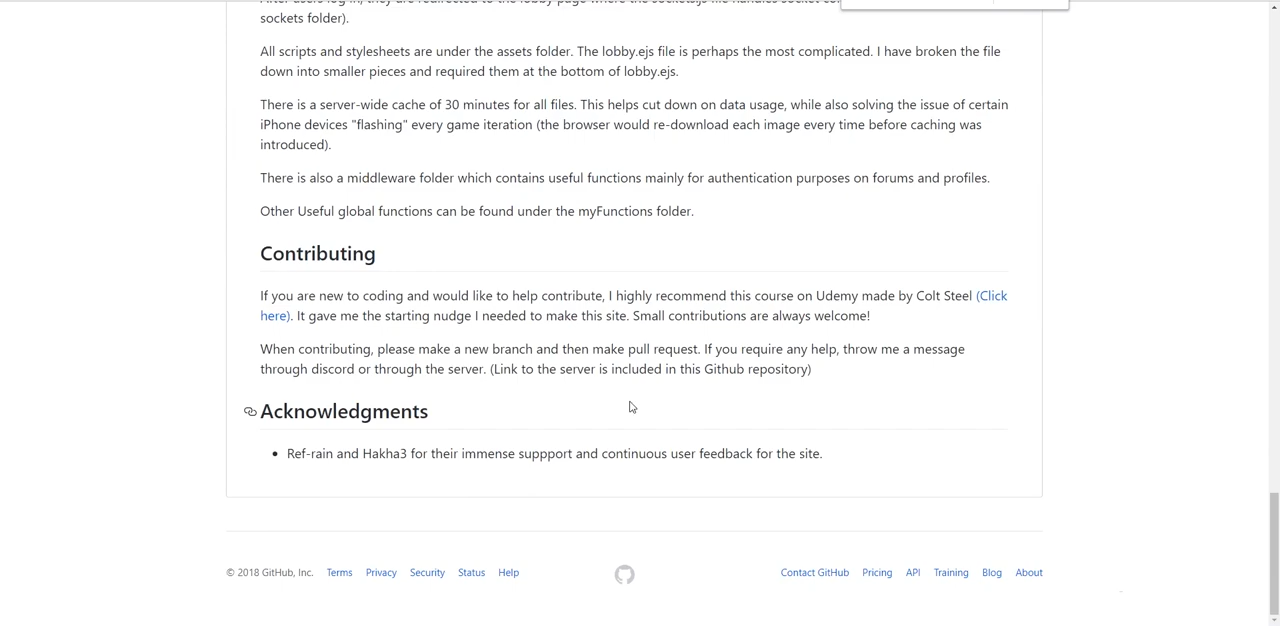 sockets folder).
All scripts and stylesheets are under the assets folder. The lobby.ejs file is perhaps the most complicated. I have broken the file
down into smaller pieces and required them at the bottom of lobby.ejs.
There is a server-wide cache of 30 minutes for all files. This helps cut down on data usage, while also solving the issue of certain
iPhone devices "flashing" every game iteration (the browser would re-download each image every time before caching was
introduced).
There is also a middleware folder which contains useful functions mainly for authentication purposes on forums and profiles.
Other Useful global functions can be found under the myFunctions folder.
Contributing
If you are new to coding and would like to help contribute, I highly recommend this course on Udemy made by Colt Steel (Click
here). It gave me the starting nudge I needed to make this site. Small contributions are always welcome!
When contributing, please make a new branch and then make pull request. If you require any help, throw me a message
through discord or through the server. (Link to the server is included in this Github repository)
Acknowledgments
• Ref-rain and Hakha3 for their immense suppport and continuous user feedback for the site.
© 2018 GitHub, Inc. Terms Privacy Security Status Help Contact GitHub Pricing API Training Blog About